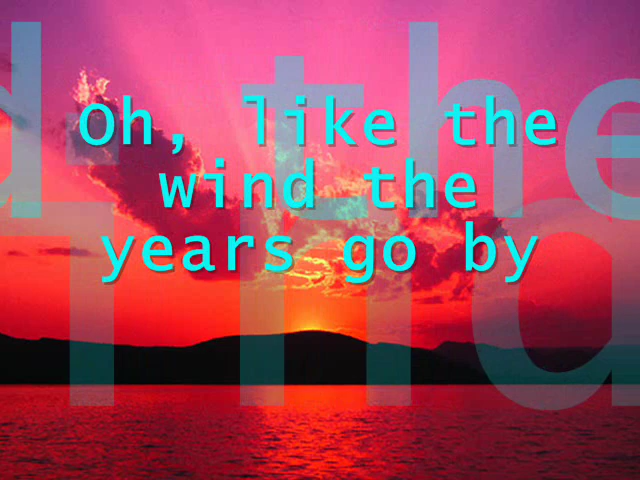 Oh, like the
wind the
years go by